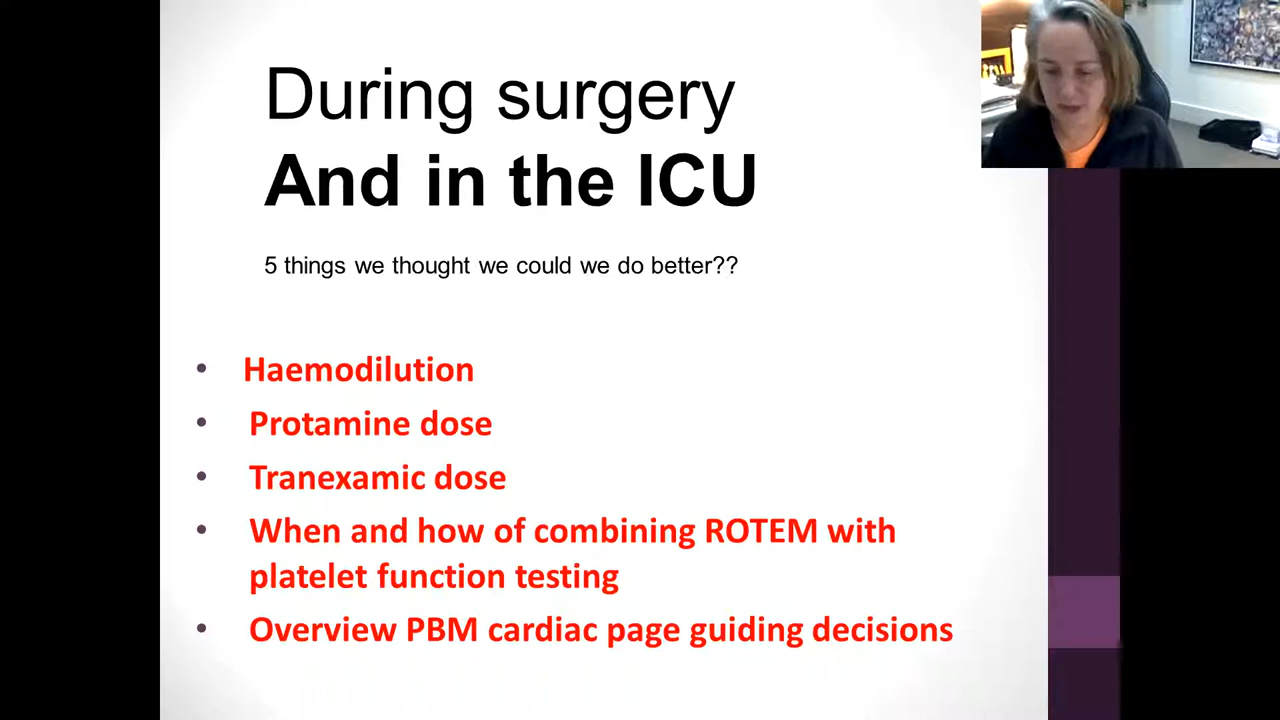 During surgery
And in the ICU
5 things we thought we could we do better??
• Haemodilution
• Protamine dose
• Tranexamic dose
• When and how of combining ROTEM with
platelet function testing
• Overview PBM cardiac page guiding decisions